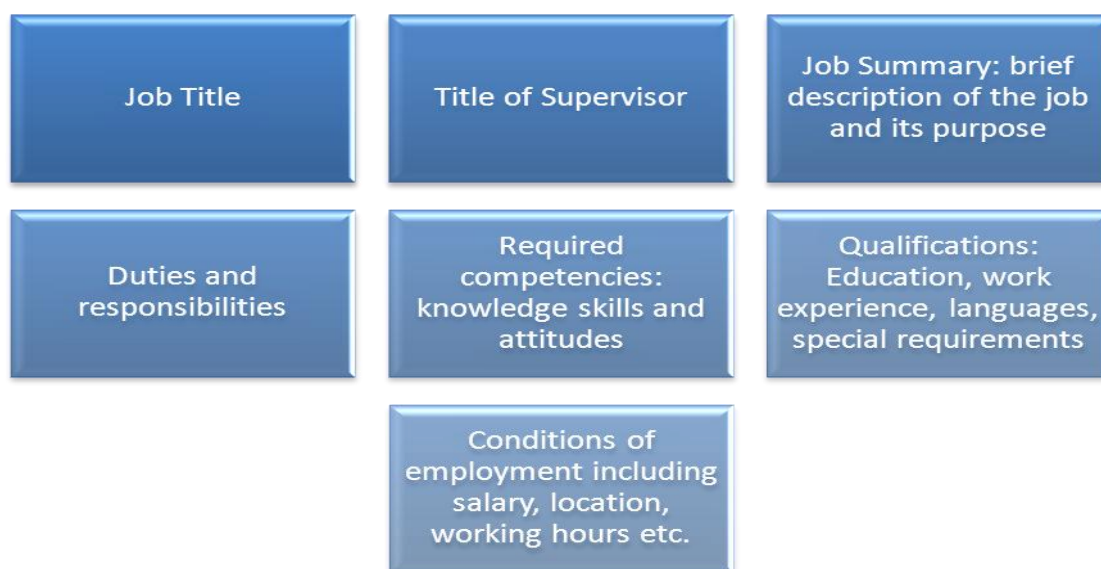 Job Title
Title of Supervisor
Job Summary: brief
description of the job
and its purpose
Duties and
responsibilities
Required
competencies:
knowledge skills and
attitudes
Qualifications:
Education, work
experience, languages,
special requirements
Conditions of
employment including
salary, location,
working hours etc.